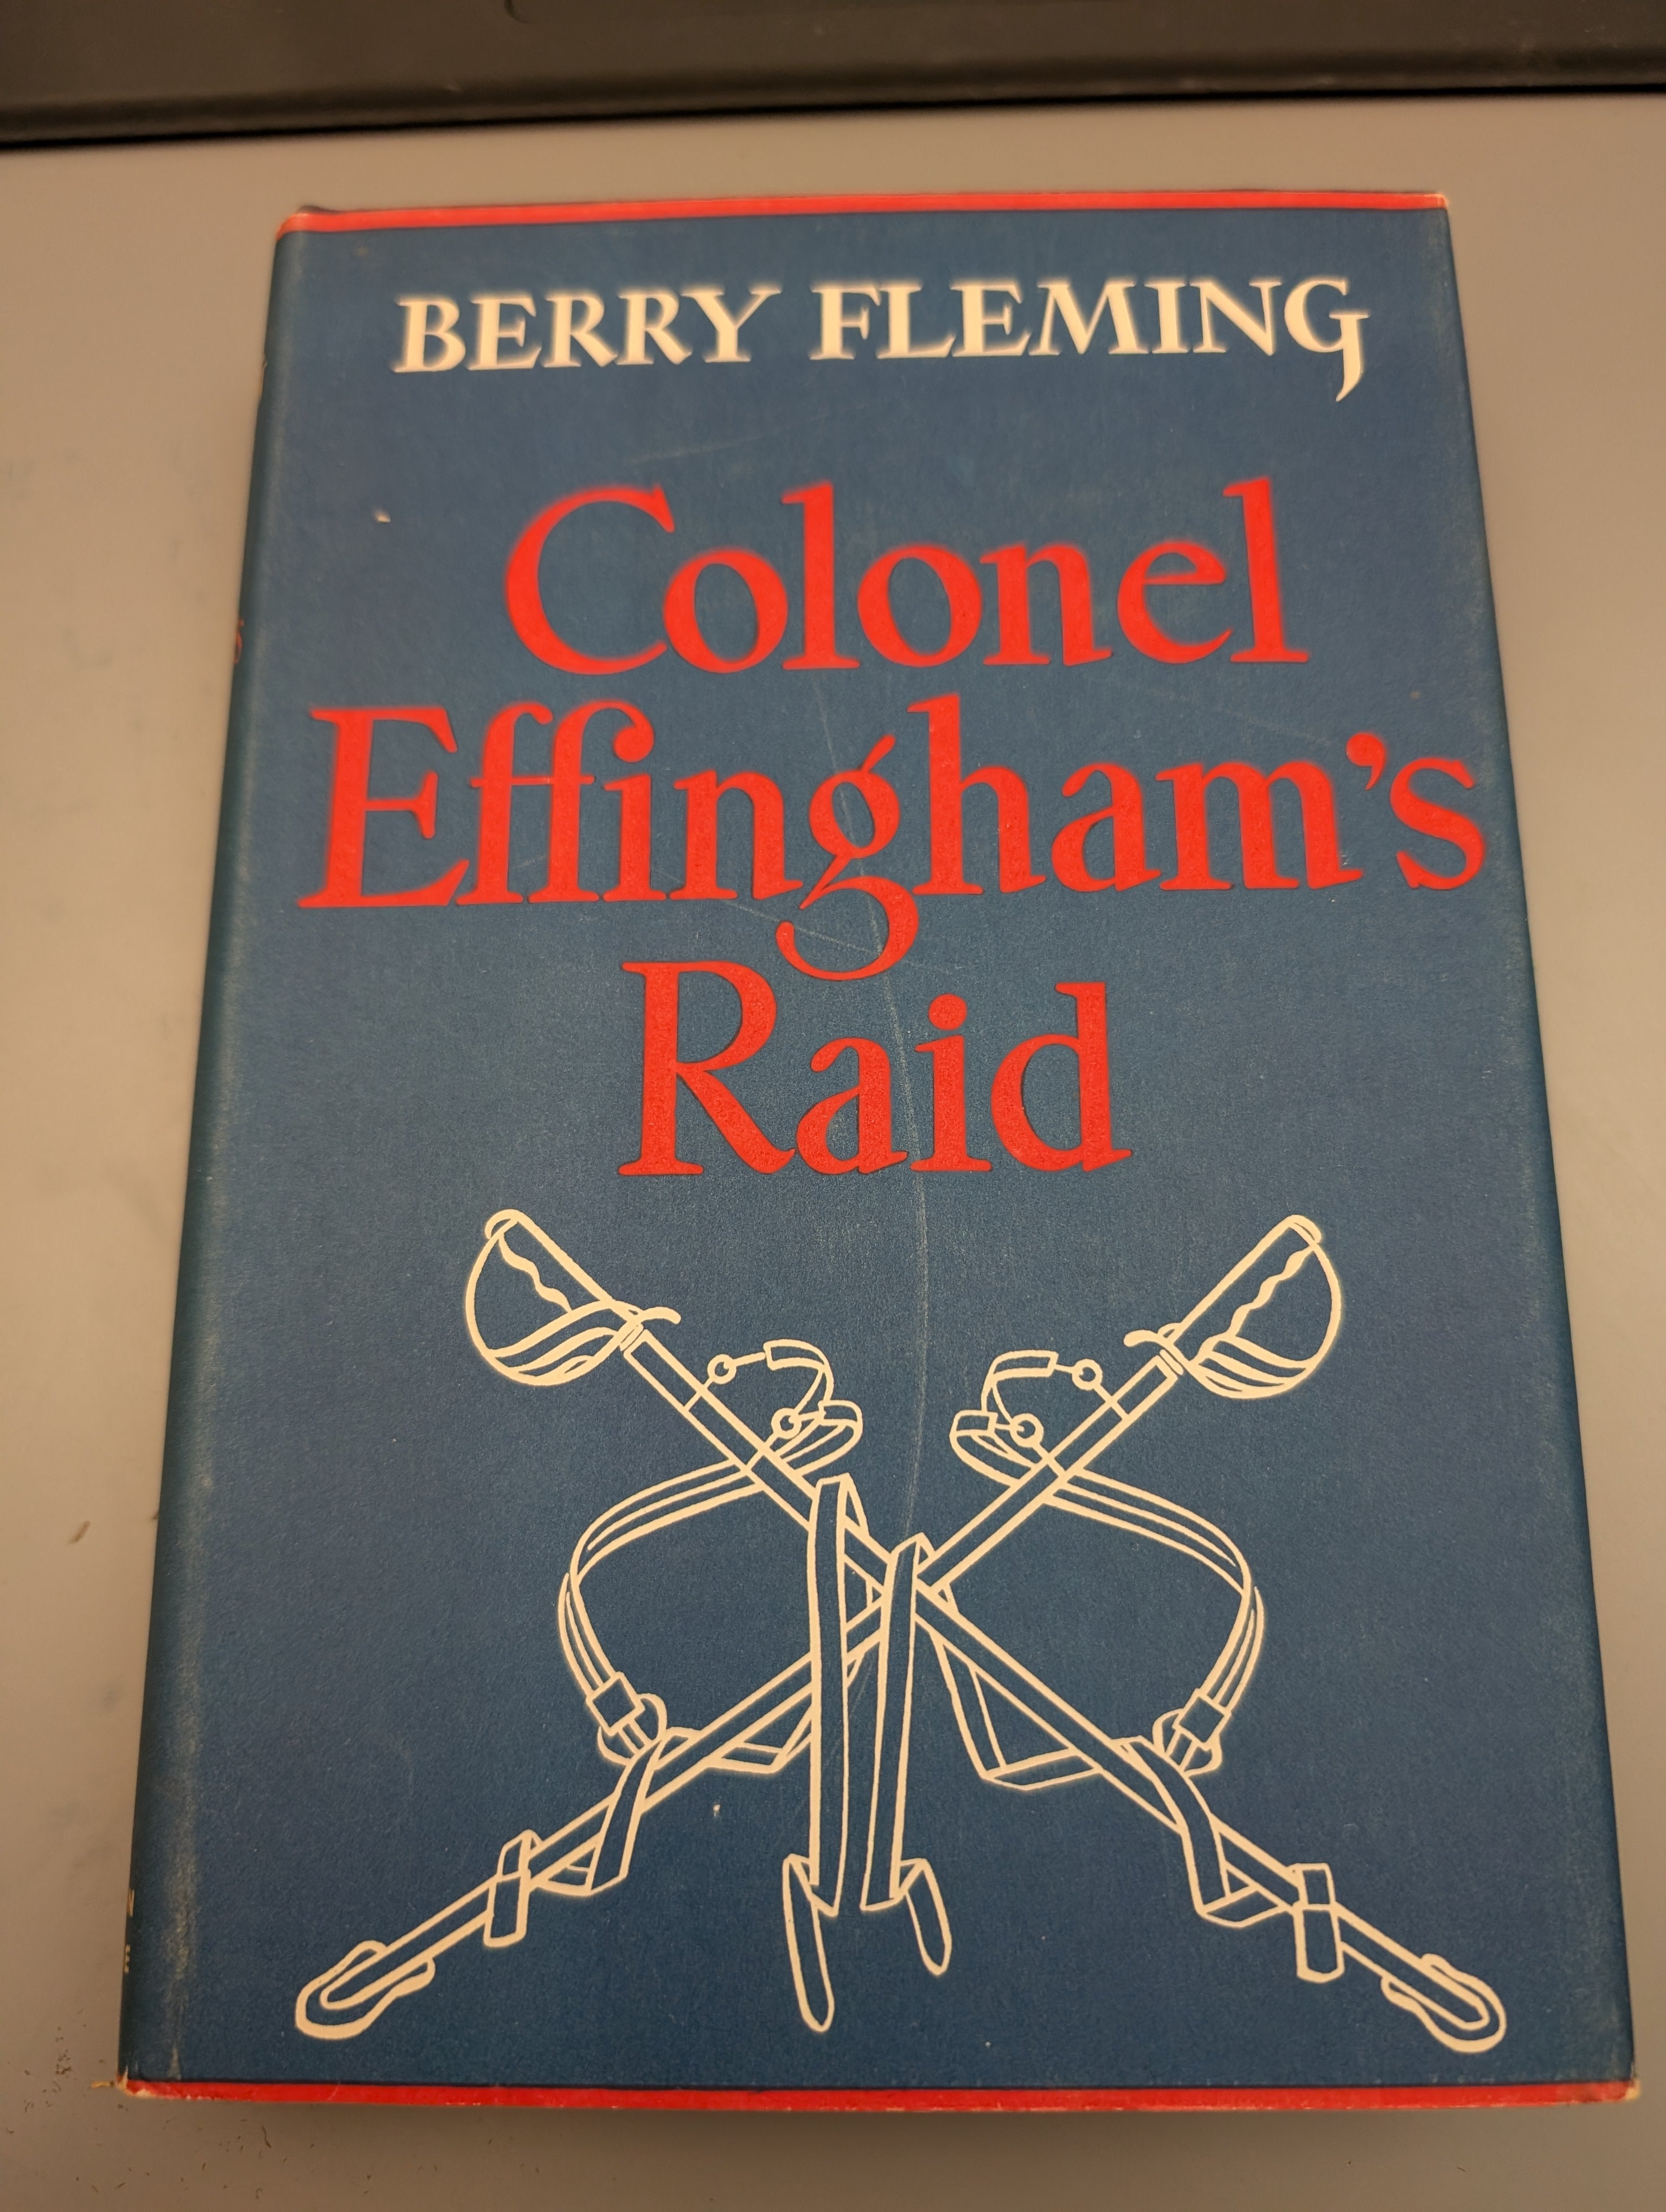 BERRY FLEMING
Colonel
Effingham's
Raid